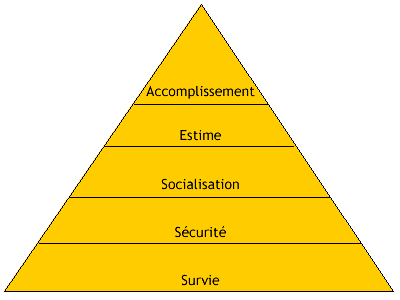 Accomplissement
Estime
Socialisation
Sécurité
Survie